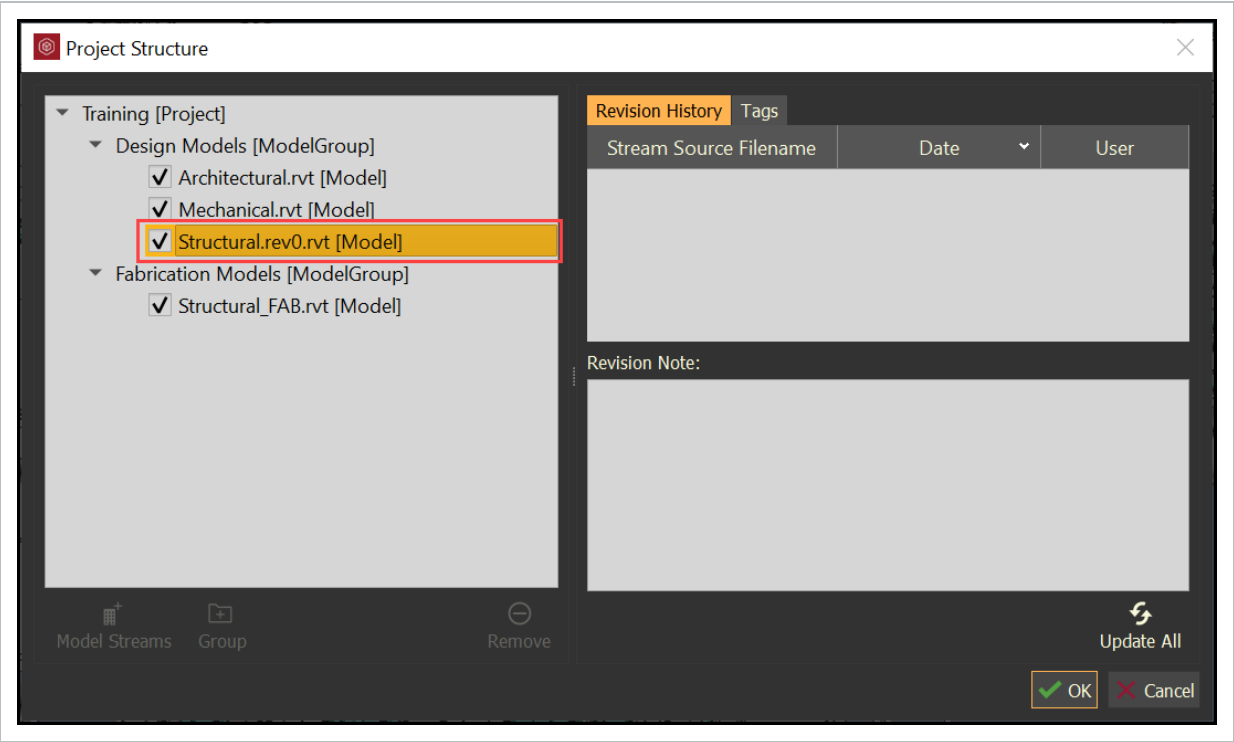 Project Structure
Training [Project]
Design Models [ModelGroup]
Architectural.rvt [Model]
Mechanical.rvt [Model]
Structural.rev0.rvt [Model]
Fabrication Models [ModelGroup]
Structural_FAB.rvt [Model]
Model Streams Group Remove
Revision History Tags
Stream Source Filename Date User
Revision Note:
Update All
OK Cancel